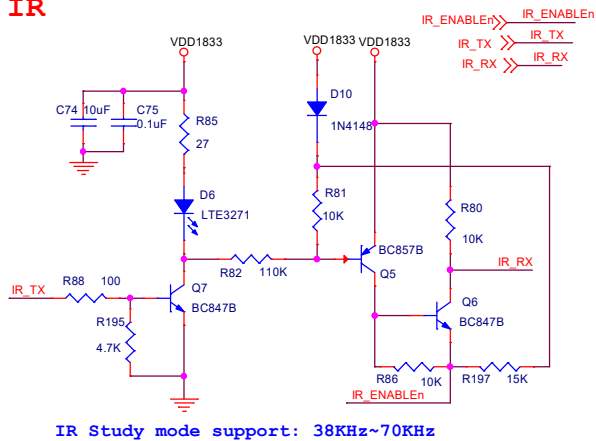 IR
IR_ENABLEn IR_ENABLEn
IR_TX IR_TX
IR_RX IR_RX
VDD1833 VDD1833 VDD1833
C74 10uF C75 0.1uF
R85
27
D10
1N4148
D6
LTE3271
R81
10K
R80
10K
BC857B
Q5
R82 110K
IR_RX
IR_TX R88 100
Q7
BC847B
Q6
BC847B
R195
4.7K
R86 10K R197 15K
IR_ENABLEn
IR Study mode support: 38KHz~70KHz